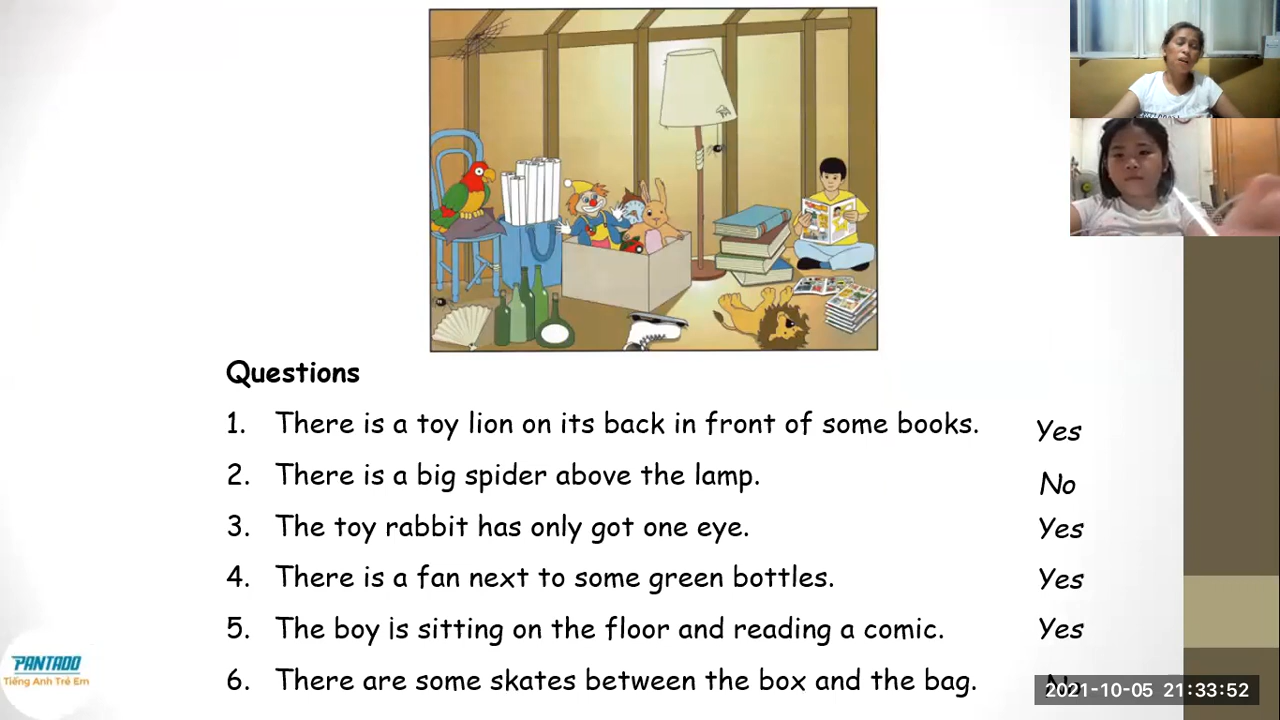 Questions
1. There is a toy lion on its back in front of some books. Yes
2. There is a big spider above the lamp. No
3. The toy rabbit has only got one eye. Yes
4. There is a fan next to some green bottles. Yes
5. The boy is sitting on the floor and reading a comic. Yes
6. There are some skates between the box and the bag.
2021-10-05 21:33:52
PANTADO
Tiếng Anh Trẻ Em